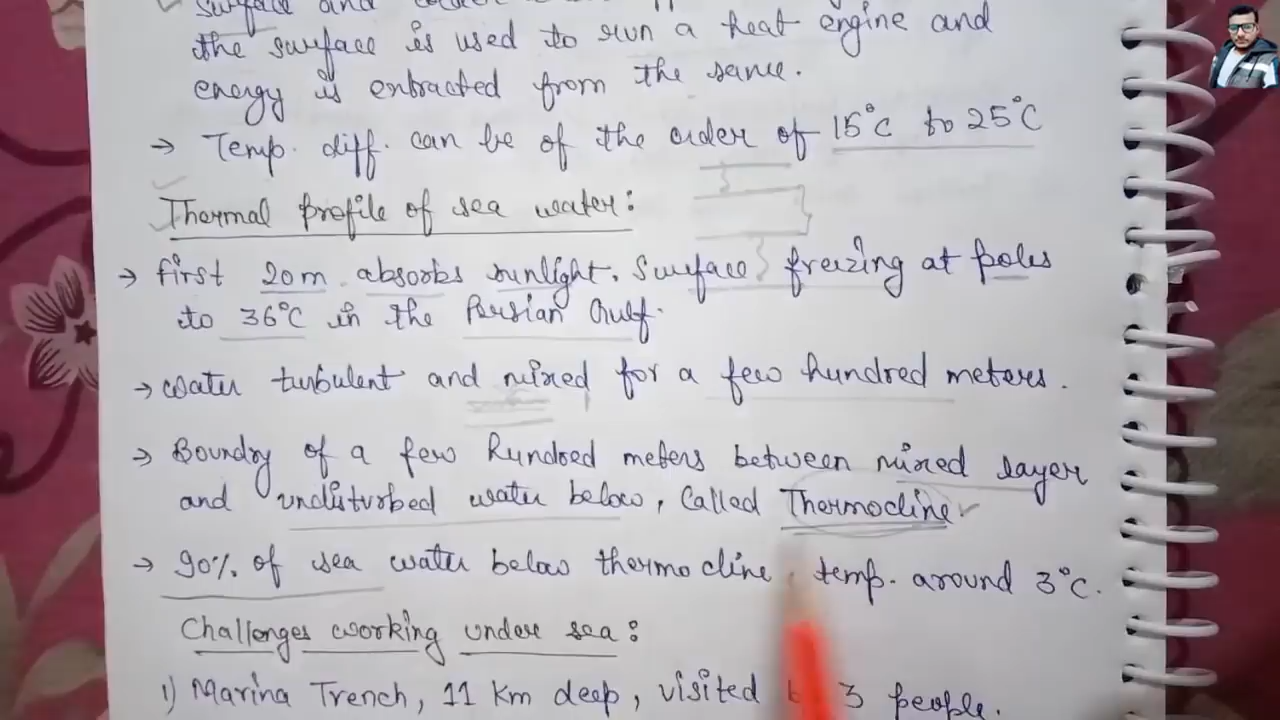 surface and
the surface is used to run a heat engine and
energy is extracted from the same.
→ Temp. diff. can be of the order of 15°C to 25°C
Thermal profile of sea water:
→ first 20m absorbs sunlight. Surface freezing at poles
to 36°C in the Persian Gulf.
→ Water turbulent and mixed for a few hundred meters.
→ Boundry of a few hundred meters between mixed layer
and undisturbed water below, Called Thermocline
→ 90% of sea water below thermocline, temp. around 3°C.
Challenges working under sea:
1) Marina Trench, 11 Km deep, visited 3 people.